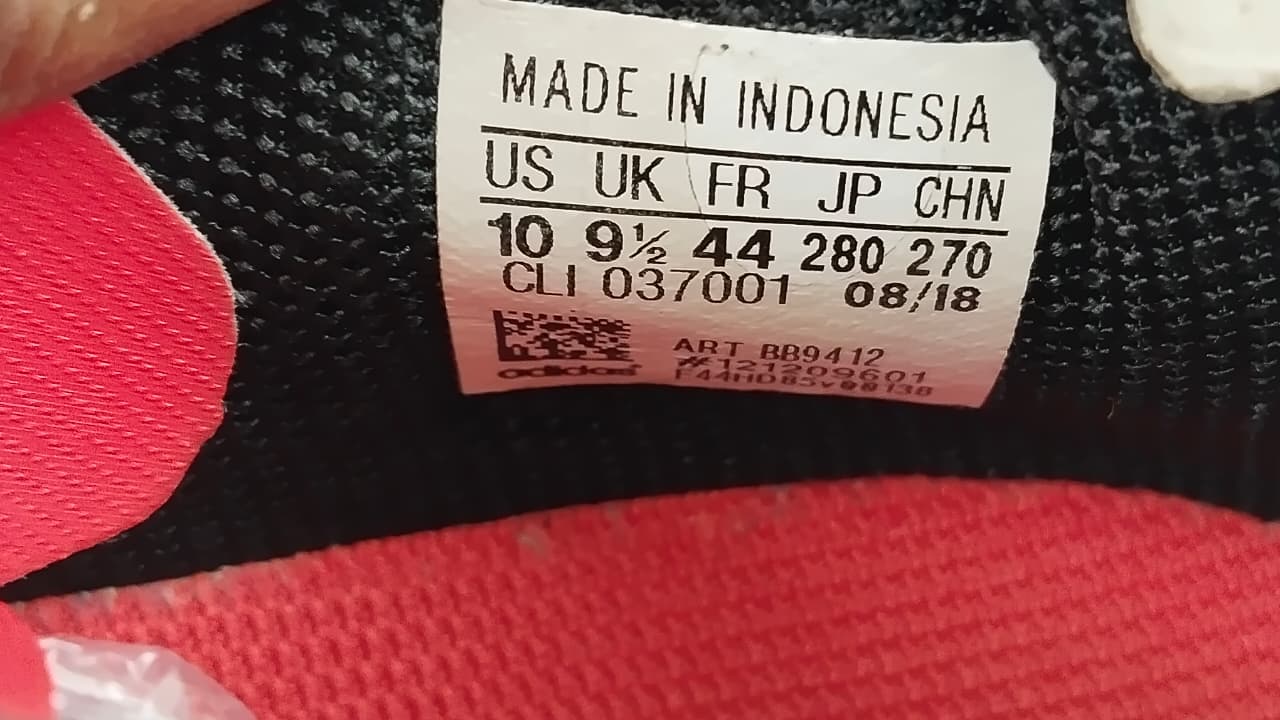 MADE IN INDONESIA
US UK FR JP CHN
10 9½ 44 280 270
CLI 037001 08/18
ART BB9412
adidas #121209601
F44HD85v00138